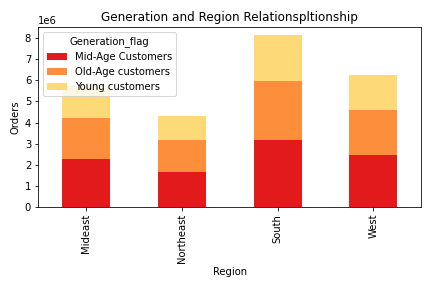 Generation and Region Relationspltionship
1e6
Generation_flag
Mid-Age Customers
Old-Age customers
Young customers
8
7
6
5
4
3
2
1
0
Orders
Mideast
Northeast
South
West
Region